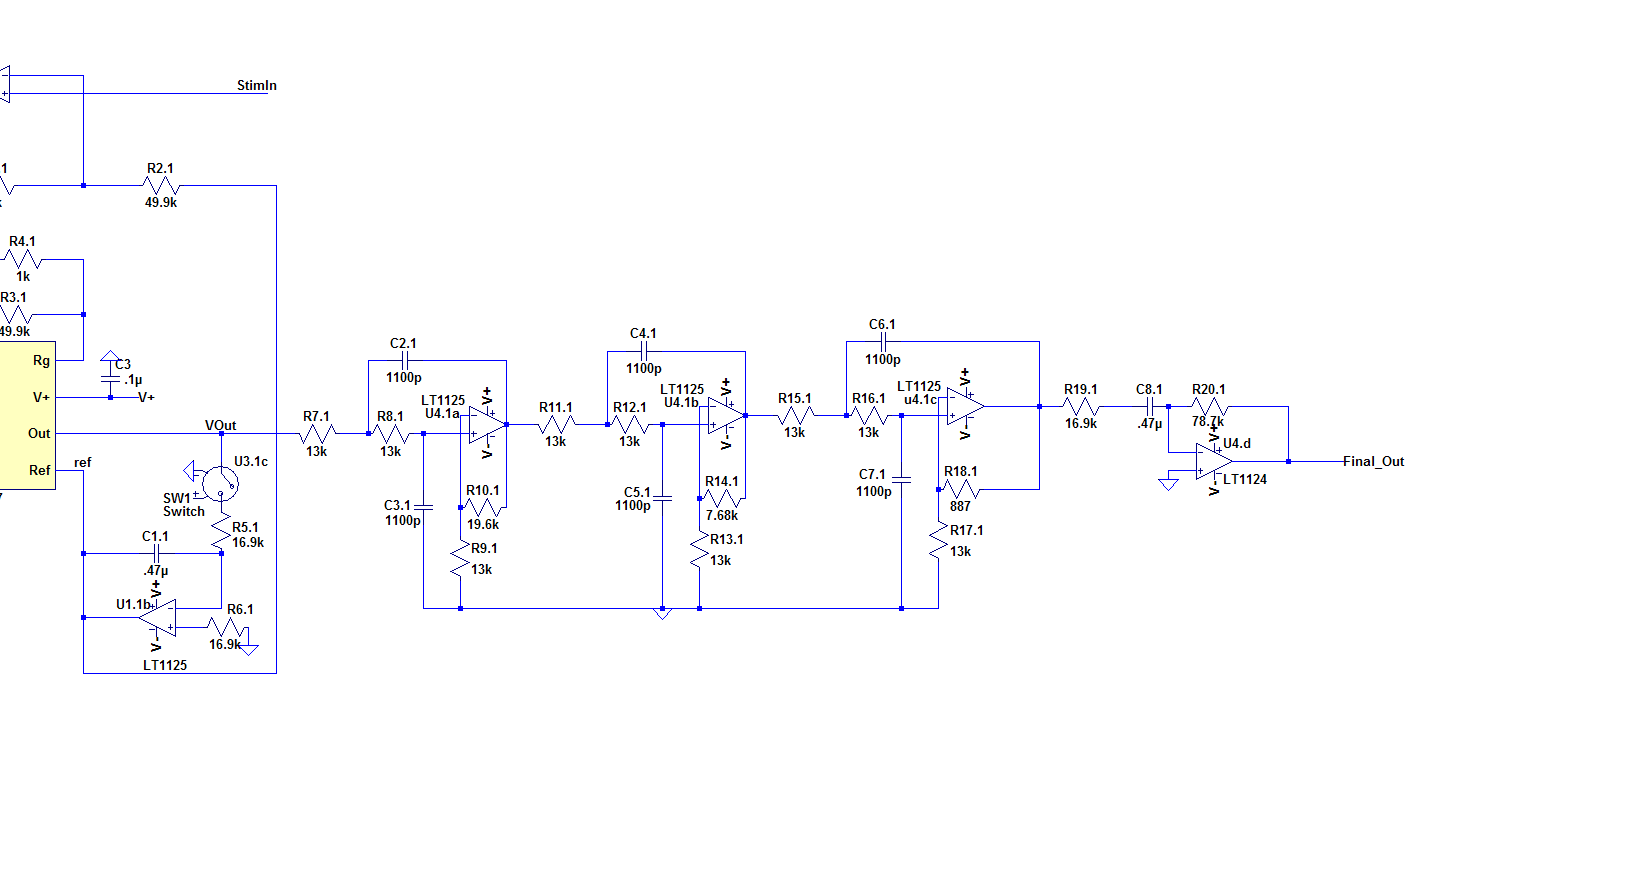 StimIn
.1
R2.1
49.9k
R4.1
1k
R3.1
49.9k
Rg
C3
.1µ
V+
V+
Out
VOut
Ref
ref
U3.1c
SW1
Switch
R5.1
16.9k
C1.1
.47µ
V+
U1.1b
V-
LT1125
R6.1
16.9k
R7.1
13k
C2.1
1100p
R8.1
13k
LT1125
U4.1a
V+
V-
C3.1
1100p
R10.1
19.6k
R9.1
13k
R11.1
13k
C4.1
1100p
R12.1
13k
LT1125
U4.1b
V+
V-
C5.1
1100p
R14.1
7.68k
R13.1
13k
R15.1
13k
C6.1
1100p
R16.1
13k
LT1125
u4.1c
V+
V-
C7.1
1100p
R18.1
887
R17.1
13k
R19.1
16.9k
C8.1
.47µ
R20.1
78.7k
V+
U4.d
V-
LT1124
Final_Out